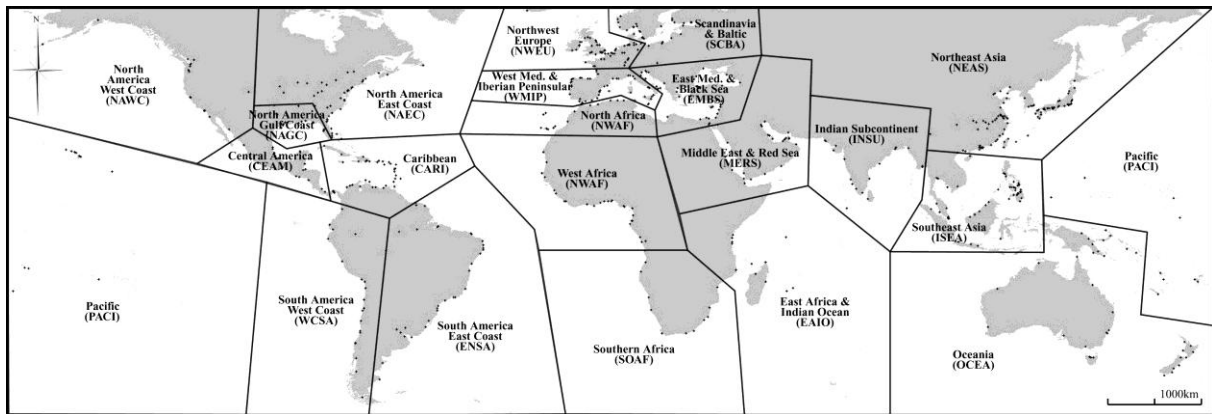 N
Northwest
Europe
(NWEU)
Scandinavia
& Baltic
(SCBA)
Northeast Asia
(NEAS)
North
America
West Coast
(NAWC)
West Med. &
Iberian Peninsular
(WMIP)
East Med. &
Black Sea
(EMBS)
North America
East Coast
(NAEC)
North America
Gulf Coast
(NAGC)
North Africa
(NWAF)
Indian Subcontinent
(INSU)
Central America
(CEAM)
Caribbean
(CARI)
Middle East & Red Sea
(MERS)
Pacific
(PACI)
West Africa
(NWAF)
Southeast Asia
(ISEA)
Pacific
(PACI)
South America
West Coast
(WCSA)
East Africa &
Indian Ocean
(EAIO)
South America
East Coast
(ENSA)
Southern Africa
(SOAF)
Oceania
(OCEA)
1000km